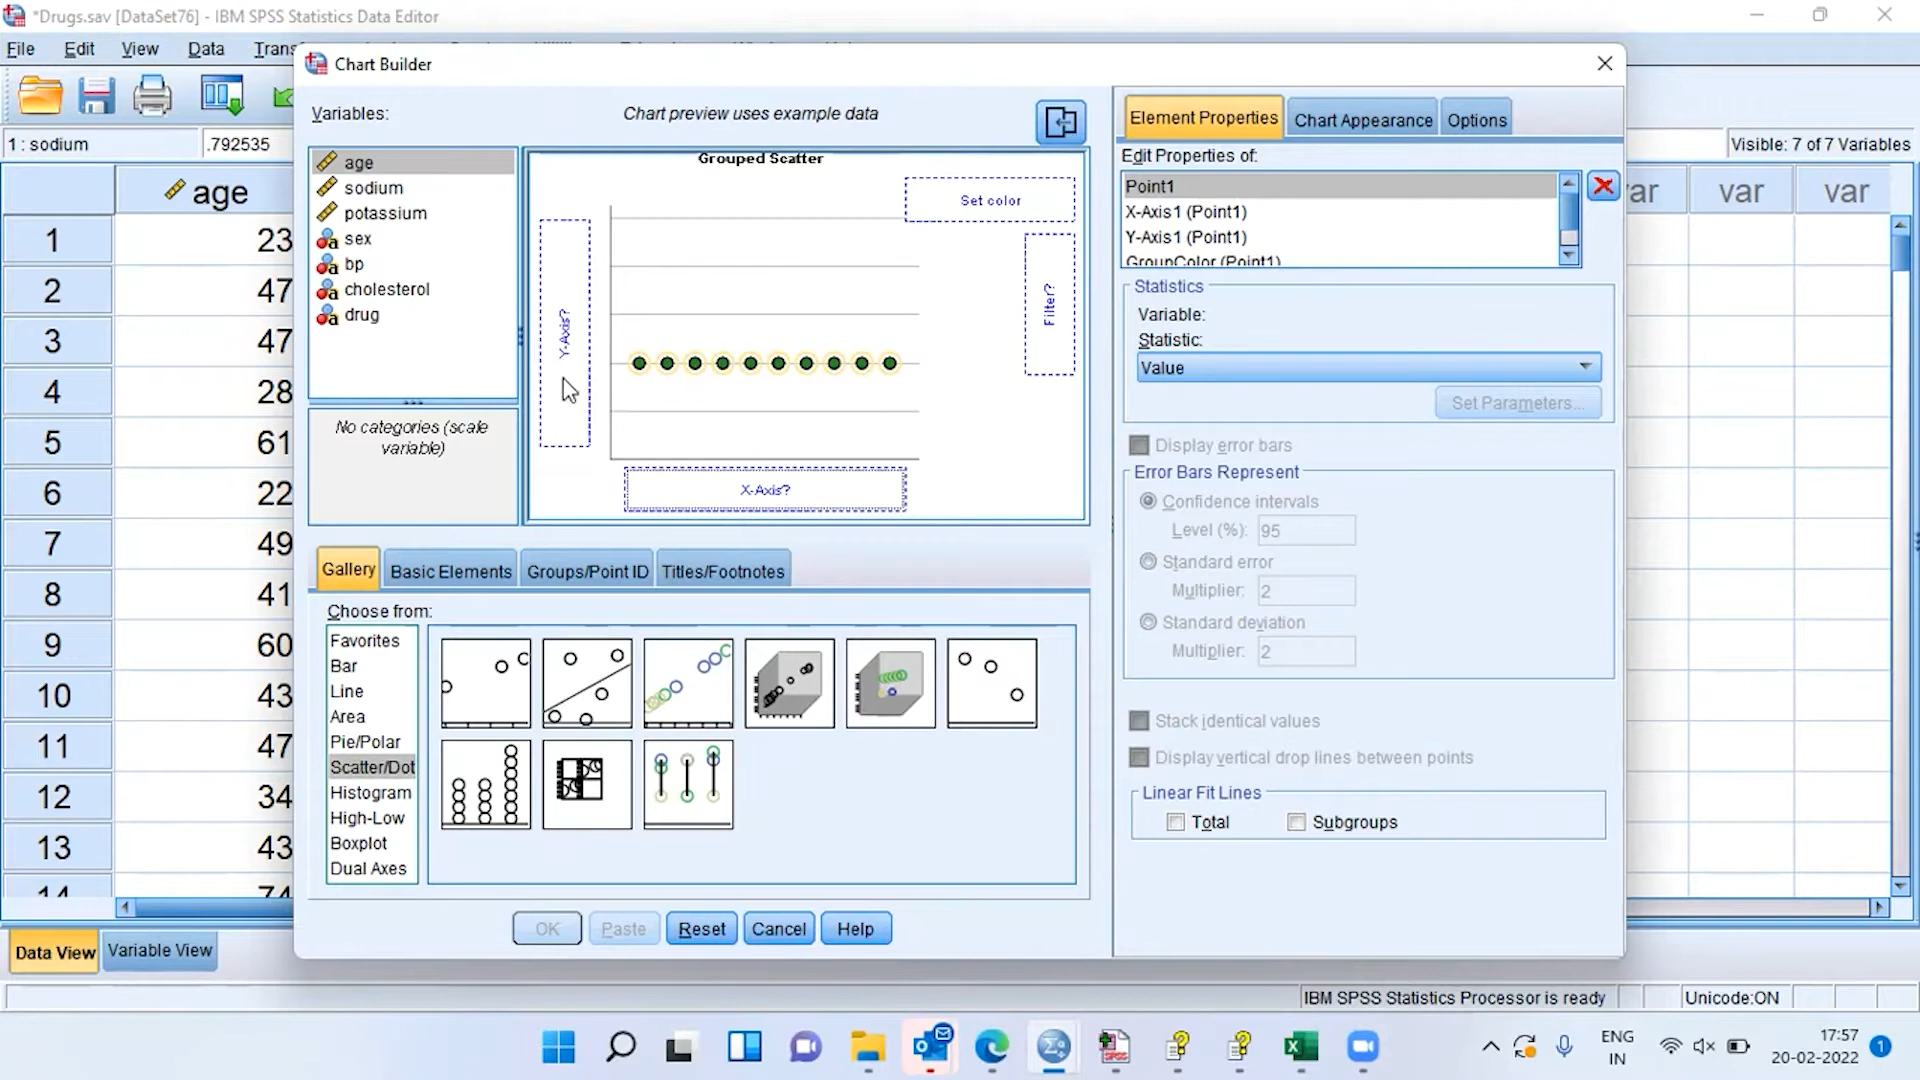 *Drugs.sav [DataSet76] - IBM SPSS Statistics Data Editor
File Edit View Data
Chart Builder
1 : sodium .792535
Visible: 7 of 7 Variables
age
var var
1 23
2 47
3 47
4 28
5 61
6 22
7 49
8 41
9 60
10 43
11 47
12 34
13 43
14 74
Variables:
Chart preview uses example data
age
sodium
potassium
sex
bp
cholesterol
drug
No categories (scale
variable)
Grouped Scatter
Set color
Y-Axis?
Filter?
X-Axis?
Gallery Basic Elements Groups/Point ID Titles/Footnotes
Choose from:
Favorites
Bar
Line
Area
Pie/Polar
Scatter/Dot
Histogram
High-Low
Boxplot
Dual Axes
OK Paste Reset Cancel Help
Element Properties Chart Appearance Options
Edit Properties of:
Point1
X-Axis1 (Point1)
Y-Axis1 (Point1)
GroupColor (Point1)
Statistics
Variable:
Statistic:
Value
Set Parameters...
Display error bars
Error Bars Represent
Confidence intervals
Level (%): 95
Standard error
Multiplier: 2
Standard deviation
Multiplier: 2
Stack identical values
Display vertical drop lines between points
Linear Fit Lines
Total Subgroups
Data View Variable View
IBM SPSS Statistics Processor is ready
Unicode:ON
SPSS
ENG
IN
17:57
20-02-2022
1